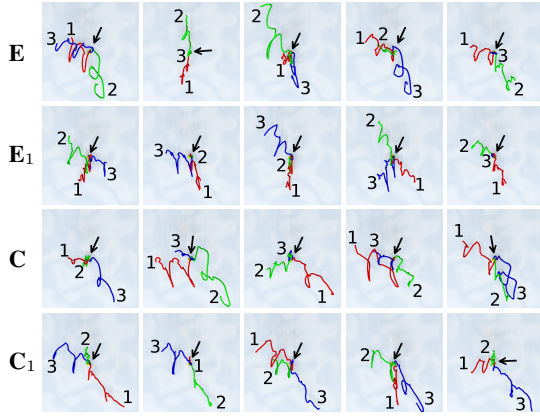 E 3 1 2 2 3 1 2 1 3 1 2 3 1 3 2
E₁ 2 1 3 3 2 1 3 2 1 2 3 1 2 3 1
C 1 2 3 1 3 2 2 3 1 1 3 2 1 2 3
C₁ 3 2 1 3 1 2 1 2 3 2 1 3 2 1 3